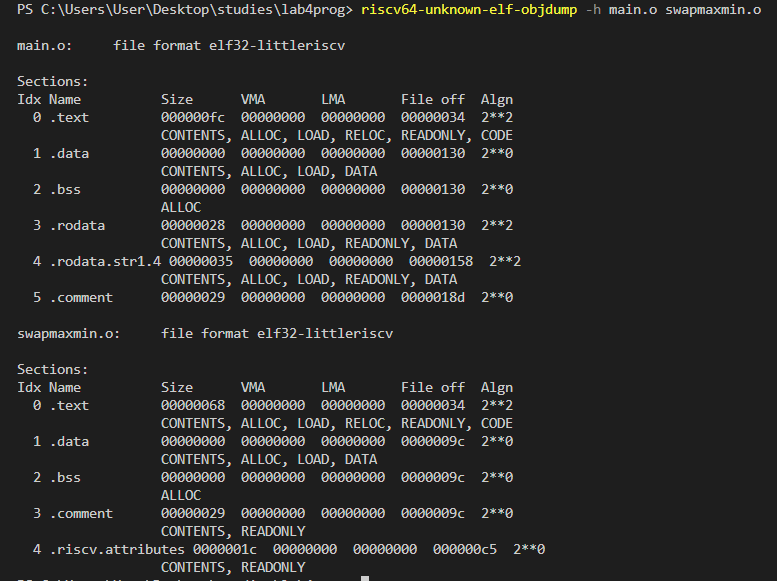 PS C:\Users\User\Desktop\studies\lab4prog> riscv64-unknown-elf-objdump -h main.o swapmaxmin.o
main.o:     file format elf32-littleriscv
Sections:
Idx Name          Size      VMA       LMA       File off  Algn
  0 .text         000000fc  00000000  00000000  00000034  2**2
                  CONTENTS, ALLOC, LOAD, RELOC, READONLY, CODE
  1 .data         00000000  00000000  00000000  00000130  2**0
                  CONTENTS, ALLOC, LOAD, DATA
  2 .bss          00000000  00000000  00000000  00000130  2**0
                  ALLOC
  3 .rodata       00000028  00000000  00000000  00000130  2**2
                  CONTENTS, ALLOC, LOAD, READONLY, DATA
  4 .rodata.str1.4 00000035  00000000  00000000  00000158  2**2
                  CONTENTS, ALLOC, LOAD, READONLY, DATA
  5 .comment      00000029  00000000  00000000  0000018d  2**0
swapmaxmin.o:     file format elf32-littleriscv
Sections:
Idx Name          Size      VMA       LMA       File off  Algn
  0 .text         00000068  00000000  00000000  00000034  2**2
                  CONTENTS, ALLOC, LOAD, RELOC, READONLY, CODE
  1 .data         00000000  00000000  00000000  0000009c  2**0
                  CONTENTS, ALLOC, LOAD, DATA
  2 .bss          00000000  00000000  00000000  0000009c  2**0
                  ALLOC
  3 .comment      00000029  00000000  00000000  0000009c  2**0
                  CONTENTS, READONLY
  4 .riscv.attributes 0000001c  00000000  00000000  000000c5  2**0
                  CONTENTS, READONLY